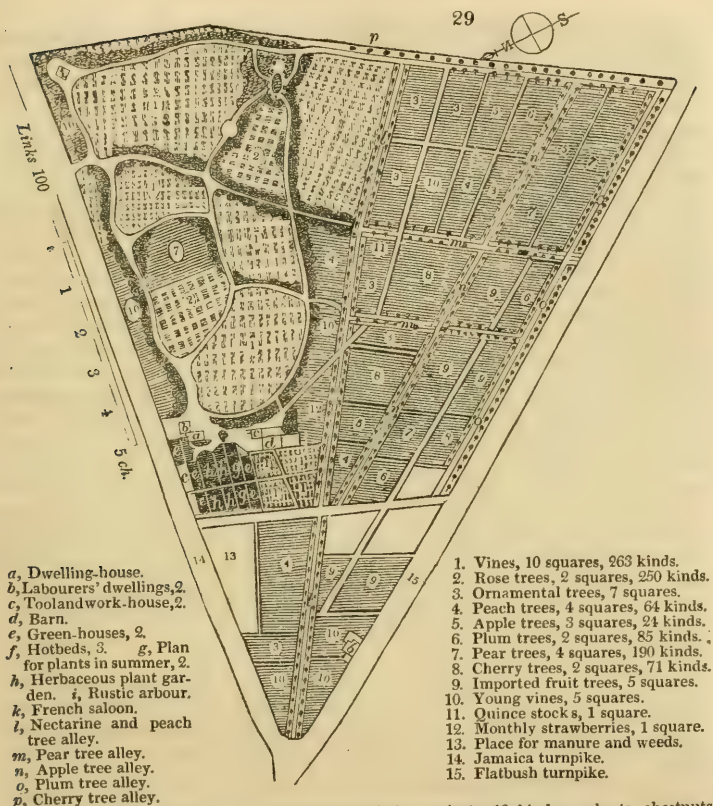 29
S
N
p
Links 100
1
2
3
4
5 ch.
14
13
15
a, Dwelling-house.
b, Labourers' dwellings, 2.
c, Tool and work-house, 2.
d, Barn.
e, Green-houses, 2.
f, Hotbeds, 3. g, Plan
for plants in summer, 2.
h, Herbaceous plant gar-
den. i, Rustic arbour.
k, French saloon.
l, Nectarine and peach
tree alley.
m, Pear tree alley.
n, Apple tree alley.
o, Plum tree alley.
p, Cherry tree alley.
1. Vines, 10 squares, 263 kinds.
2. Rose trees, 2 squares, 250 kinds.
3. Ornamental trees, 7 squares.
4. Peach trees, 4 squares, 64 kinds.
5. Apple trees, 3 squares, 24 kinds.
6. Plum trees, 2 squares, 85 kinds.
7. Pear trees, 4 squares, 190 kinds.
8. Cherry trees, 2 squares, 71 kinds.
9. Imported fruit trees, 5 squares.
10. Young vines, 5 squares.
11. Quince stocks, 1 square.
12. Monthly strawberries, 1 square.
13. Place for manure and weeds.
14. Jamaica turnpike.
15. Flatbush turnpike.